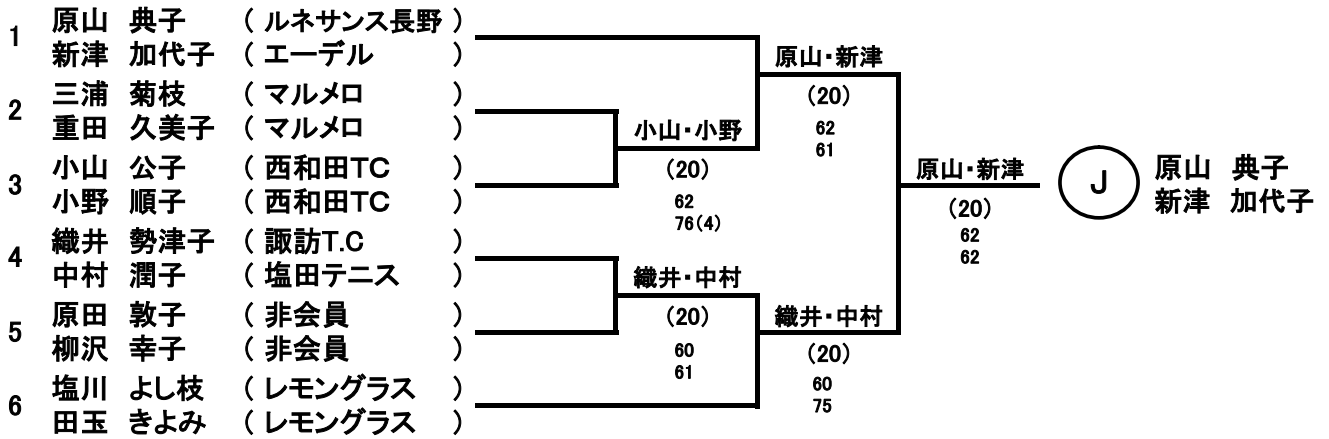 1 原山 典子 ( ルネサンス長野 )
新津 加代子 ( エーデル )
2 三浦 菊枝 ( マルメロ )
重田 久美子 ( マルメロ )
3 小山 公子 ( 西和田TC )
小野 順子 ( 西和田TC )
4 織井 勢津子 ( 諏訪T.C )
中村 潤子 ( 塩田テニス )
5 原田 敦子 ( 非会員 )
柳沢 幸子 ( 非会員 )
6 塩川 よし枝 ( レモングラス )
田玉 きよみ ( レモングラス )
小山・小野
(20)
62
76(4)
織井・中村
(20)
60
61
原山・新津
(20)
62
61
織井・中村
(20)
60
75
原山・新津
(20)
62
62
J
原山 典子
新津 加代子